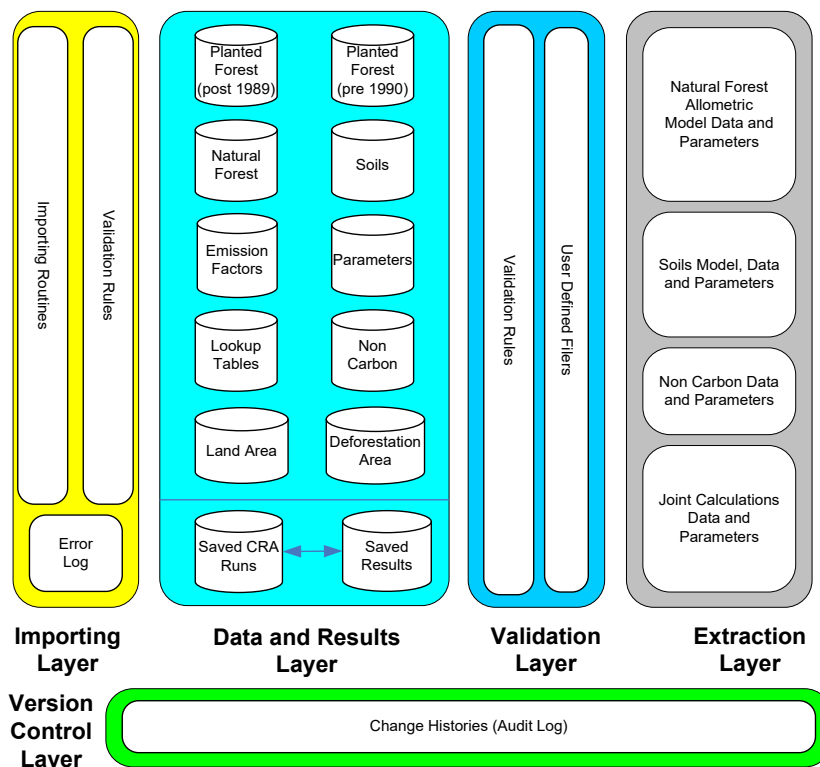 Importing Routines
Validation Rules
Error
Log
Planted
Forest
(post 1989)
Planted
Forest
(pre 1990)
Natural
Forest
Soils
Emission
Factors
Parameters
Lookup
Tables
Non
Carbon
Land Area
Deforestation
Area
Saved CRA
Runs
Saved
Results
Validation Rules
User Defined Filers
Natural Forest
Allometric
Model Data and
Parameters
Soils Model, Data
and Parameters
Non Carbon Data
and Parameters
Joint Calculations
Data and
Parameters
Importing
Layer
Data and Results
Layer
Validation
Layer
Extraction
Layer
Version
Control
Layer
Change Histories (Audit Log)